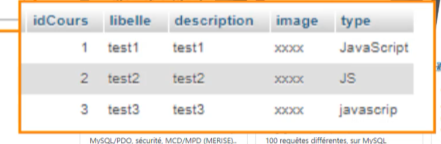 idCours libelle description image type
1 test1 test1 xxxx JavaScript
2 test2 test2 xxxx JS
3 test3 test3 xxxx javascrip
MySQL/PDO, sécurité, MCD/MPD (MERISE).. 100 requêtes différentes, sur MySQL